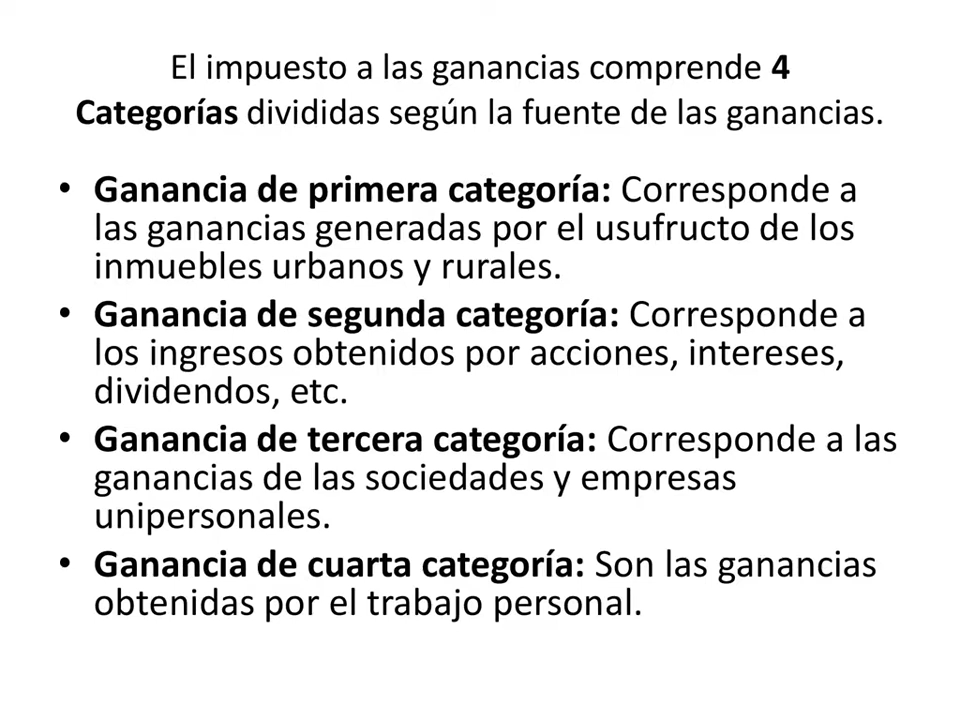 El impuesto a las ganancias comprende 4
Categorías divididas según la fuente de las ganancias.
• Ganancia de primera categoría: Corresponde a
las ganancias generadas por el usufructo de los
inmuebles urbanos y rurales.
• Ganancia de segunda categoría: Corresponde a
los ingresos obtenidos por acciones, intereses,
dividendos, etc.
• Ganancia de tercera categoría: Corresponde a las
ganancias de las sociedades y empresas
unipersonales.
• Ganancia de cuarta categoría: Son las ganancias
obtenidas por el trabajo personal.